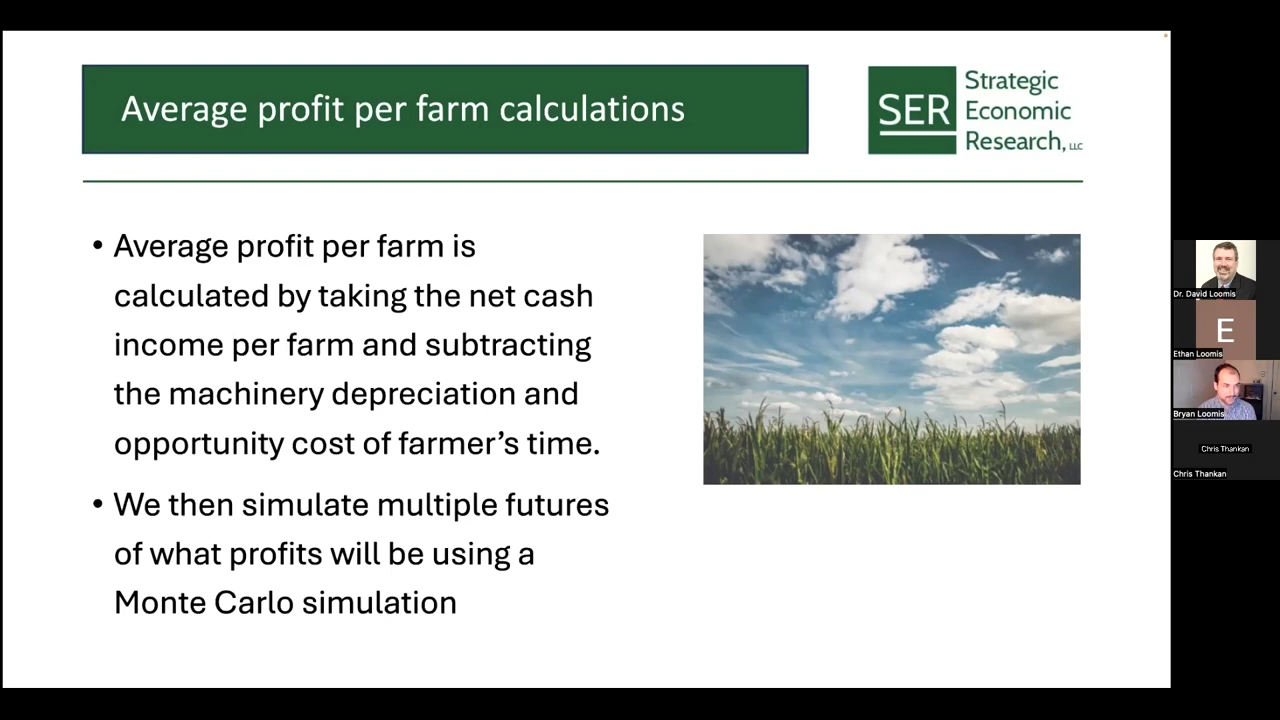 Average profit per farm calculations
SER
Strategic
Economic
Research, LLC
• Average profit per farm is
calculated by taking the net cash
income per farm and subtracting
the machinery depreciation and
opportunity cost of farmer’s time.
• We then simulate multiple futures
of what profits will be using a
Monte Carlo simulation
Dr. David Loomis
E
Ethan Loomis
Bryan Loomis
Chris Thankan
Chris Thankan